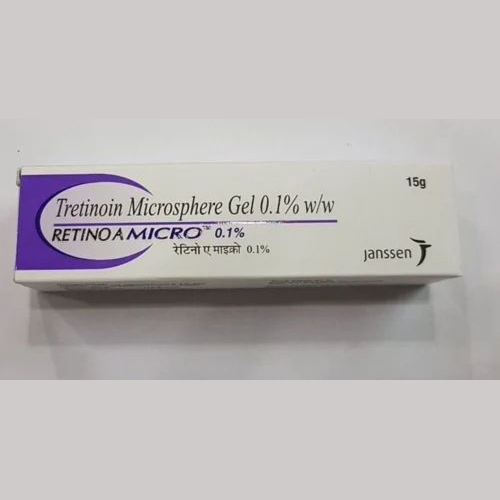 15g
Tretinoin Microsphere Gel 0.1% w/w
RETINO A MICRO™ 0.1%
रेटिनो ए माइक्रो 0.1%
janssen